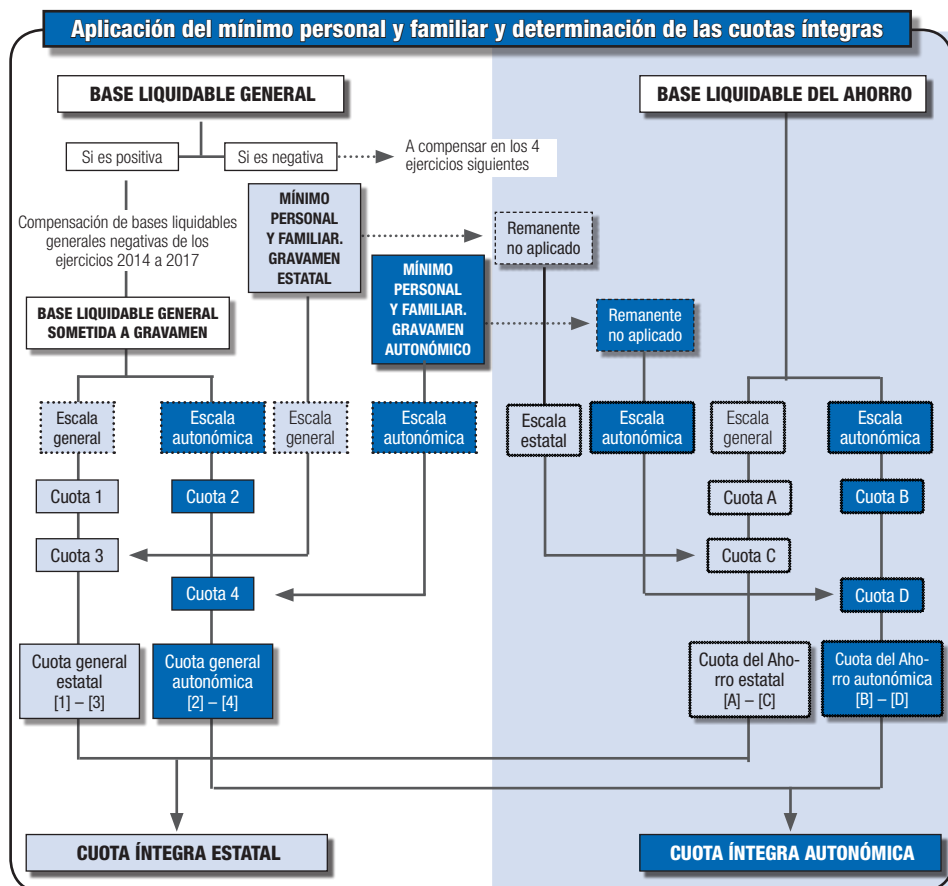 Aplicación del mínimo personal y familiar y determinación de las cuotas íntegras
BASE LIQUIDABLE GENERAL
BASE LIQUIDABLE DEL AHORRO
Si es positiva
Si es negativa
A compensar en los 4
ejercicios siguientes
Compensación de bases liquidables
generales negativas de los
ejercicios 2014 a 2017
MÍNIMO
PERSONAL
Y FAMILIAR.
GRAVAMEN
ESTATAL
Remanente
no aplicado
MÍNIMO
PERSONAL
Y FAMILIAR.
GRAVAMEN
AUTONÓMICO
Remanente
no aplicado
BASE LIQUIDABLE GENERAL
SOMETIDA A GRAVAMEN
Escala
general
Escala
autonómica
Escala
general
Escala
autonómica
Escala
estatal
Escala
autonómica
Escala
general
Escala
autonómica
Cuota 1
Cuota 2
Cuota A
Cuota B
Cuota 3
Cuota C
Cuota 4
Cuota D
Cuota general
estatal
[1] – [3]
Cuota general
autonómica
[2] – [4]
Cuota del Aho-
rro estatal
[A] – [C]
Cuota del Aho-
rro autonómica
[B] – [D]
CUOTA ÍNTEGRA ESTATAL
CUOTA ÍNTEGRA AUTONÓMICA